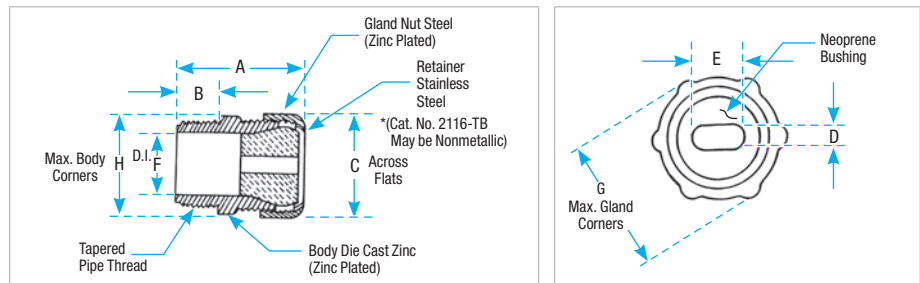 Gland Nut Steel
(Zinc Plated)
A
Retainer
Stainless
Steel
B
*(Cat. No. 2116-TB
May be Nonmetallic)
Max. Body
Corners
H
D.I.
F
C
Across
Flats
Tapered
Pipe Thread
Body Die Cast Zinc
(Zinc Plated)
Neoprene
Bushing
E
D
G
Max. Gland
Corners